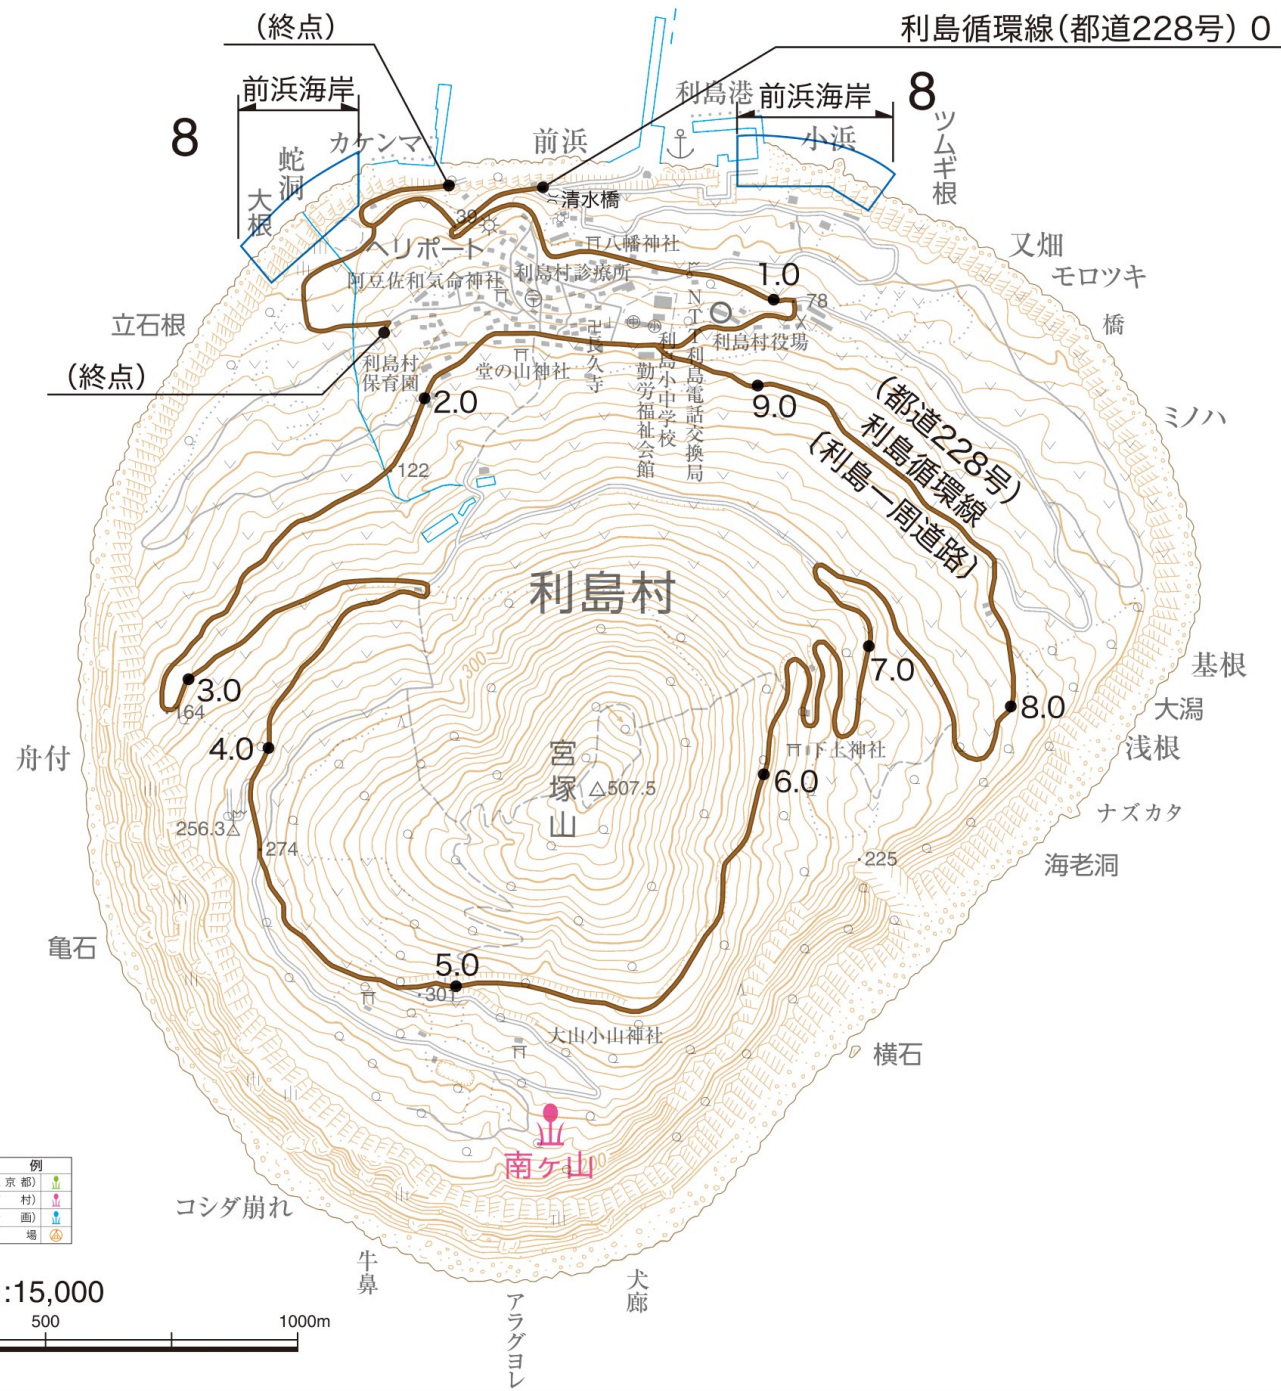 (終点)
利島循環線(都道228号) 0
前浜海岸
8
利島港
前浜海岸
8
カケンマ
前浜
小浜
ツムギ根
蛇洞
大根
清水橋
39
ヘリポート
八幡神社
又畑
阿豆佐和気命神社
利島村診療所
1.0
モロツキ
78
立石根
橋
利島村役場
NTT利島電話交換局
利島小中学校
勤労福祉会館
長久寺
堂の山神社
利島村
保育園
(終点)
2.0
9.0
ミノハ
(都道228号)
利島循環線
(利島一周道路)
122
利島村
300
基根
3.0
164
7.0
8.0
大潟
舟付
4.0
浅根
下上神社
宮塚山
507.5
6.0
ナズカタ
256.3
274
225
海老洞
亀石
5.0
301
大山小山神社
横石
南ヶ山
200
例
京都)
村)
画)
場
コシダ崩れ
牛鼻
犬廊
アラグヨレ
:15,000
500
1000m